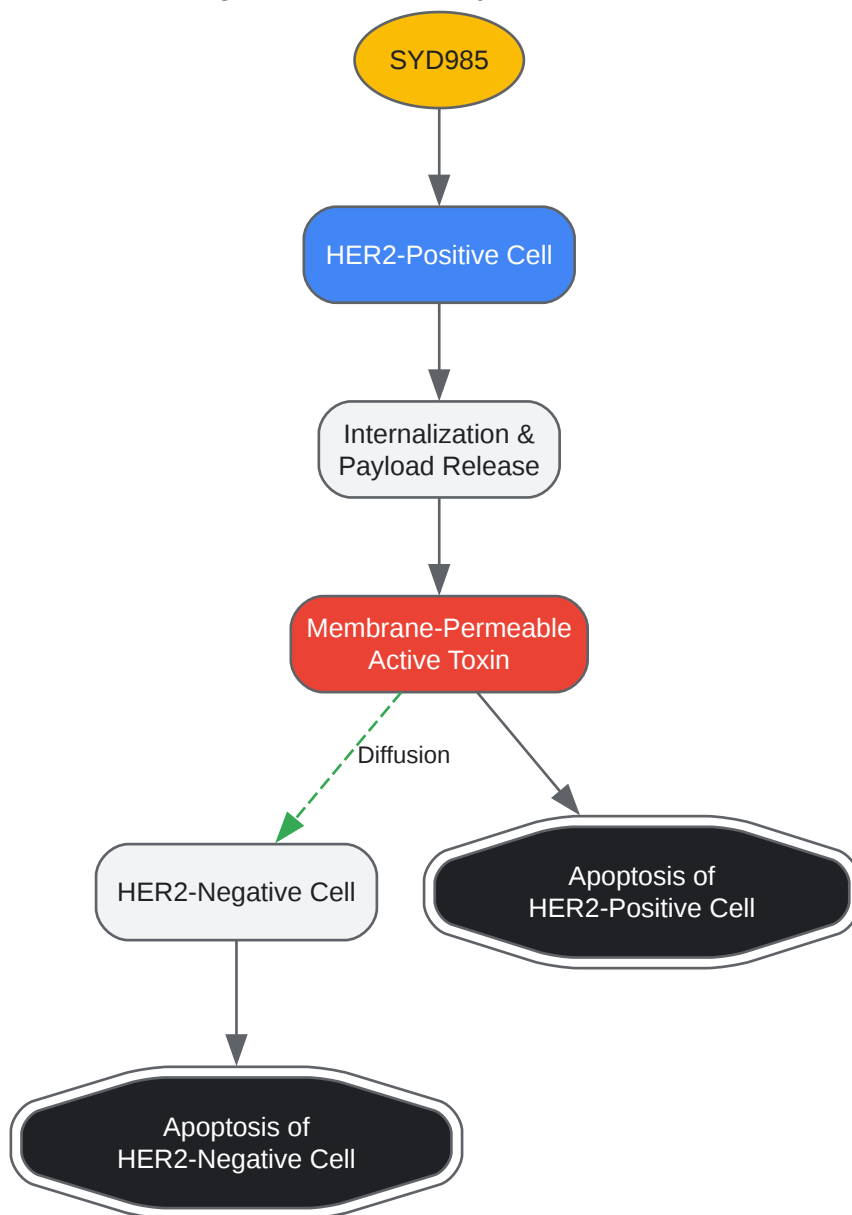 SYD985
HER2-Positive Cell
Internalization &
Payload Release
Membrane-Permeable
Active Toxin
Diffusion
HER2-Negative Cell
Apoptosis of
HER2-Positive Cell
Apoptosis of
HER2-Negative Cell